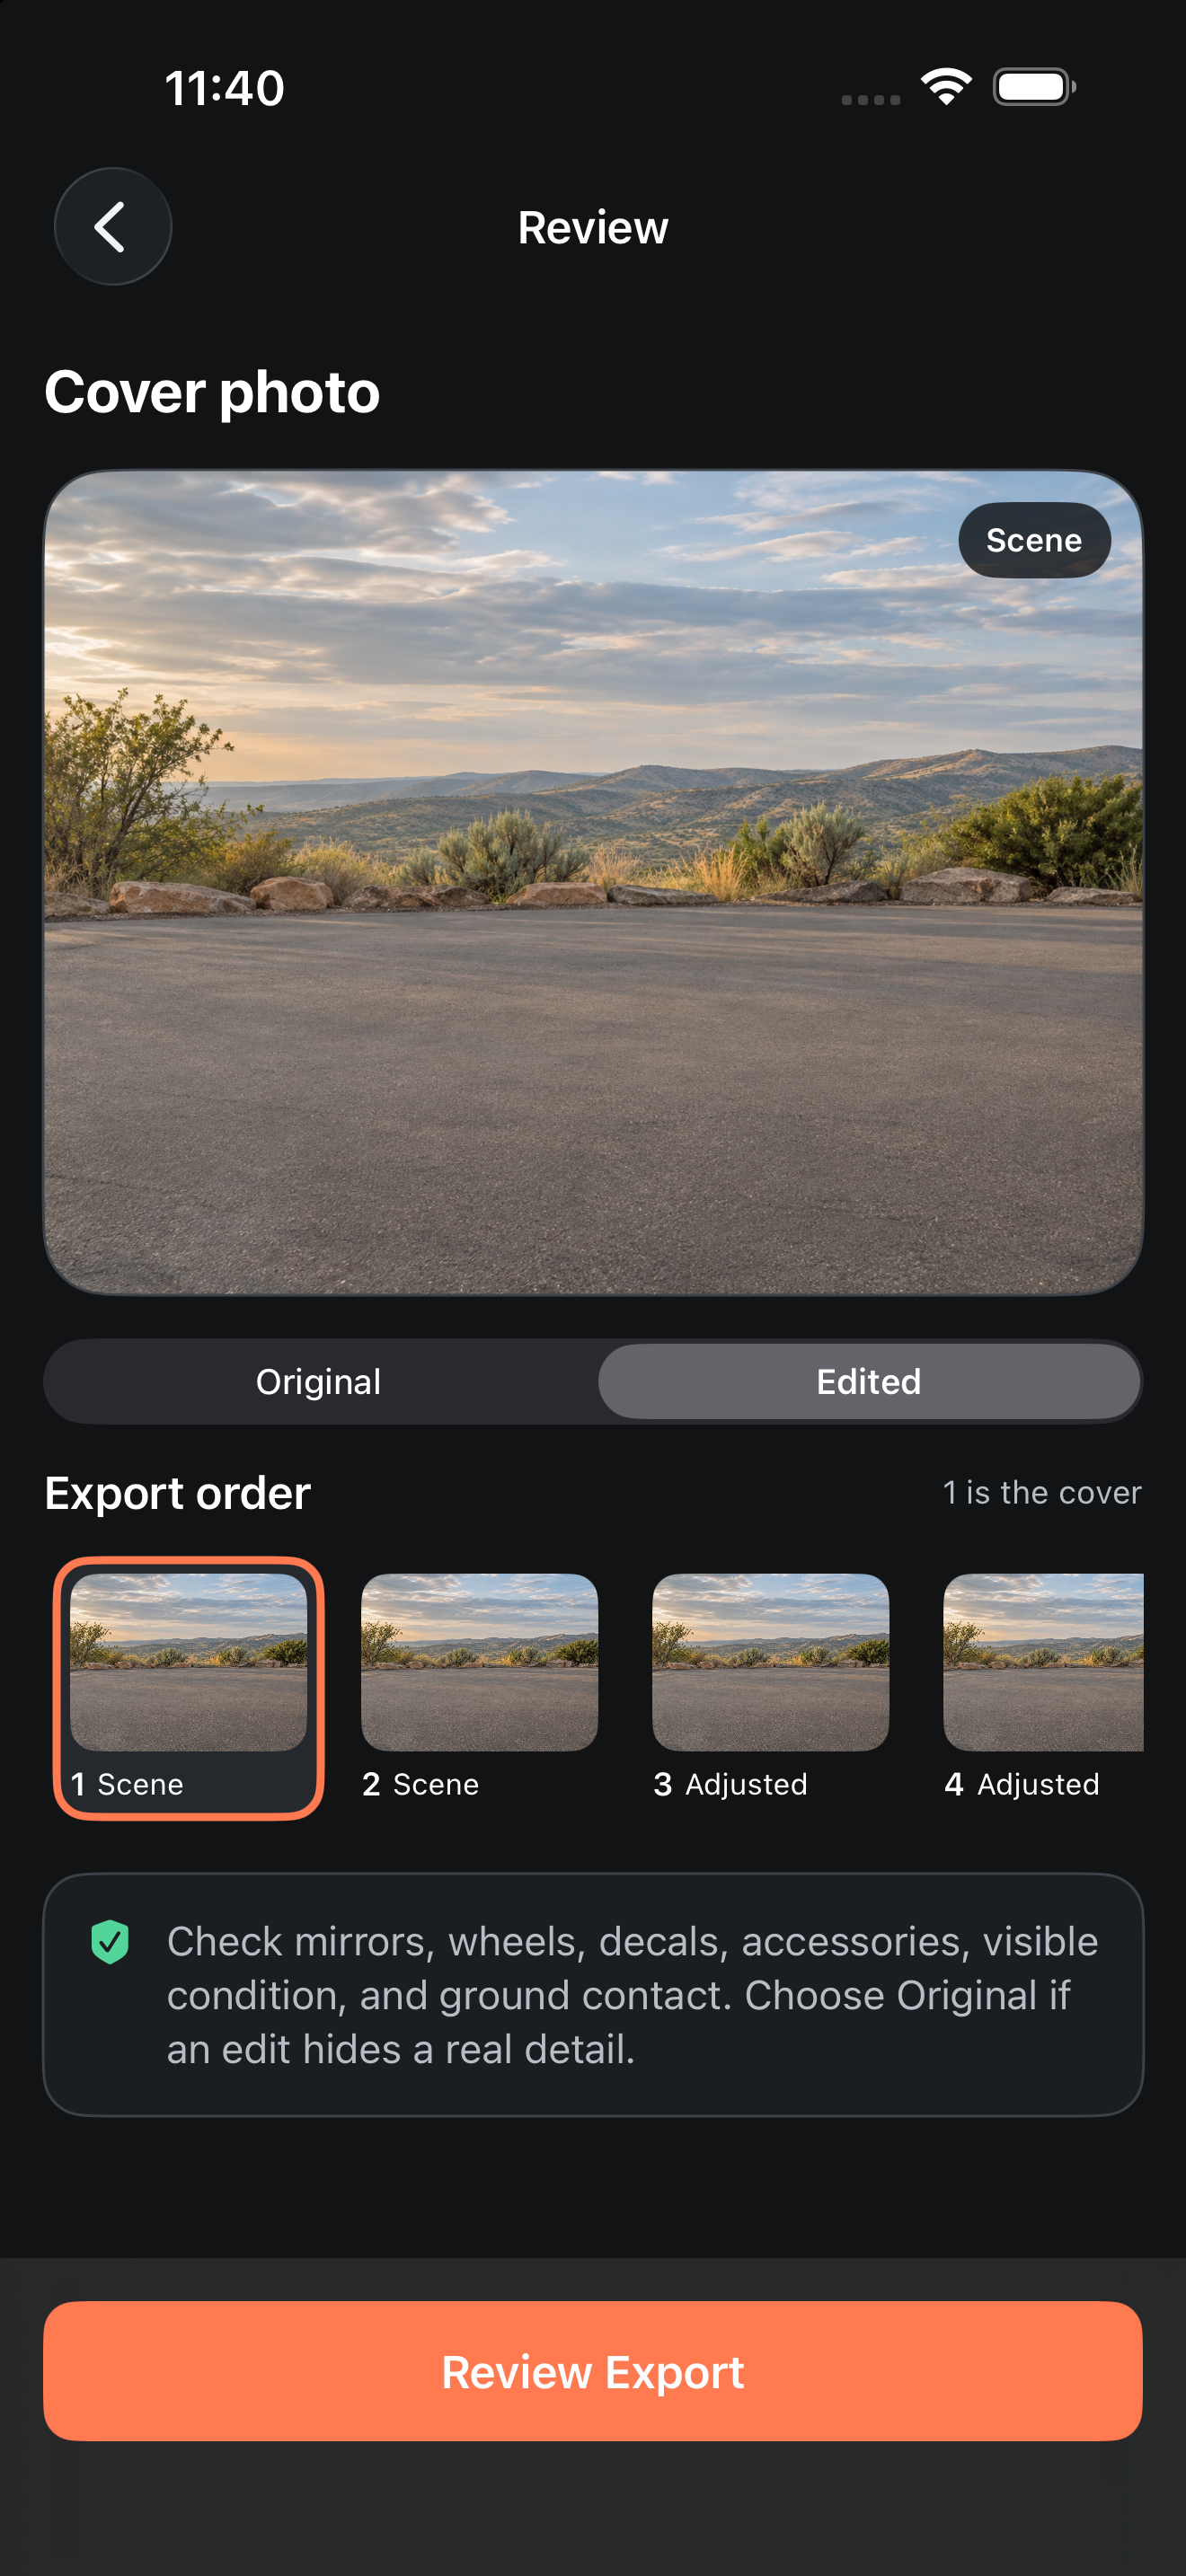 11:40
Review
Cover photo
Scene
Original
Edited
Export order
1 is the cover
1 Scene
2 Scene
3 Adjusted
4 Adjusted
Check mirrors, wheels, decals, accessories, visible
condition, and ground contact. Choose Original if
an edit hides a real detail.
Review Export